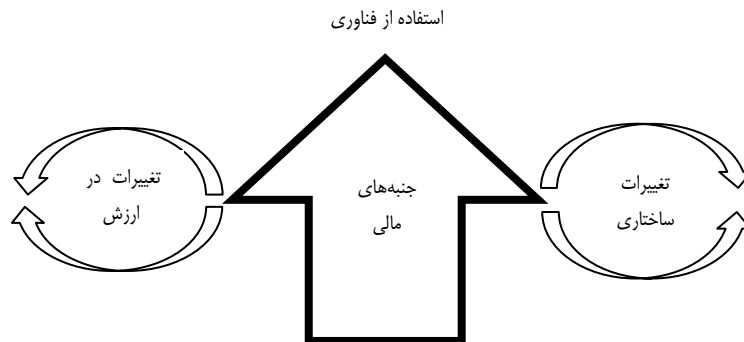 استفاده از فناوری
تغییرات
ساختاری
جنبه‌های
مالی
تغییرات در
ارزش